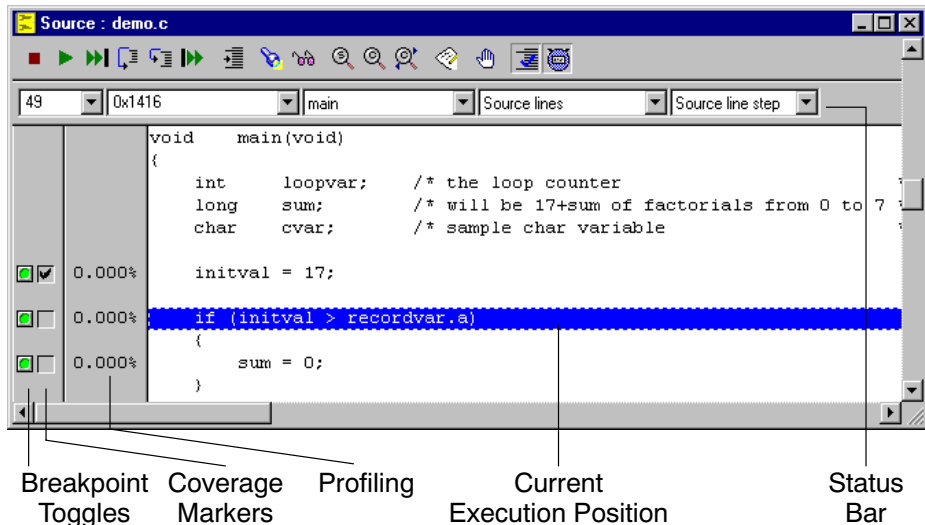 Source : demo.c
49 0x1416 main Source lines Source line step
void main(void)
{
int loopvar; /* the loop counter *
long sum; /* will be 17+sum of factorials from 0 to 7 *
char cvar; /* sample char variable *
0.000% initval = 17;
0.000% if (initval > recordvar.a)
{
0.000% sum = 0;
}
Breakpoint Coverage Profiling Current Status
Toggles Markers Execution Position Bar